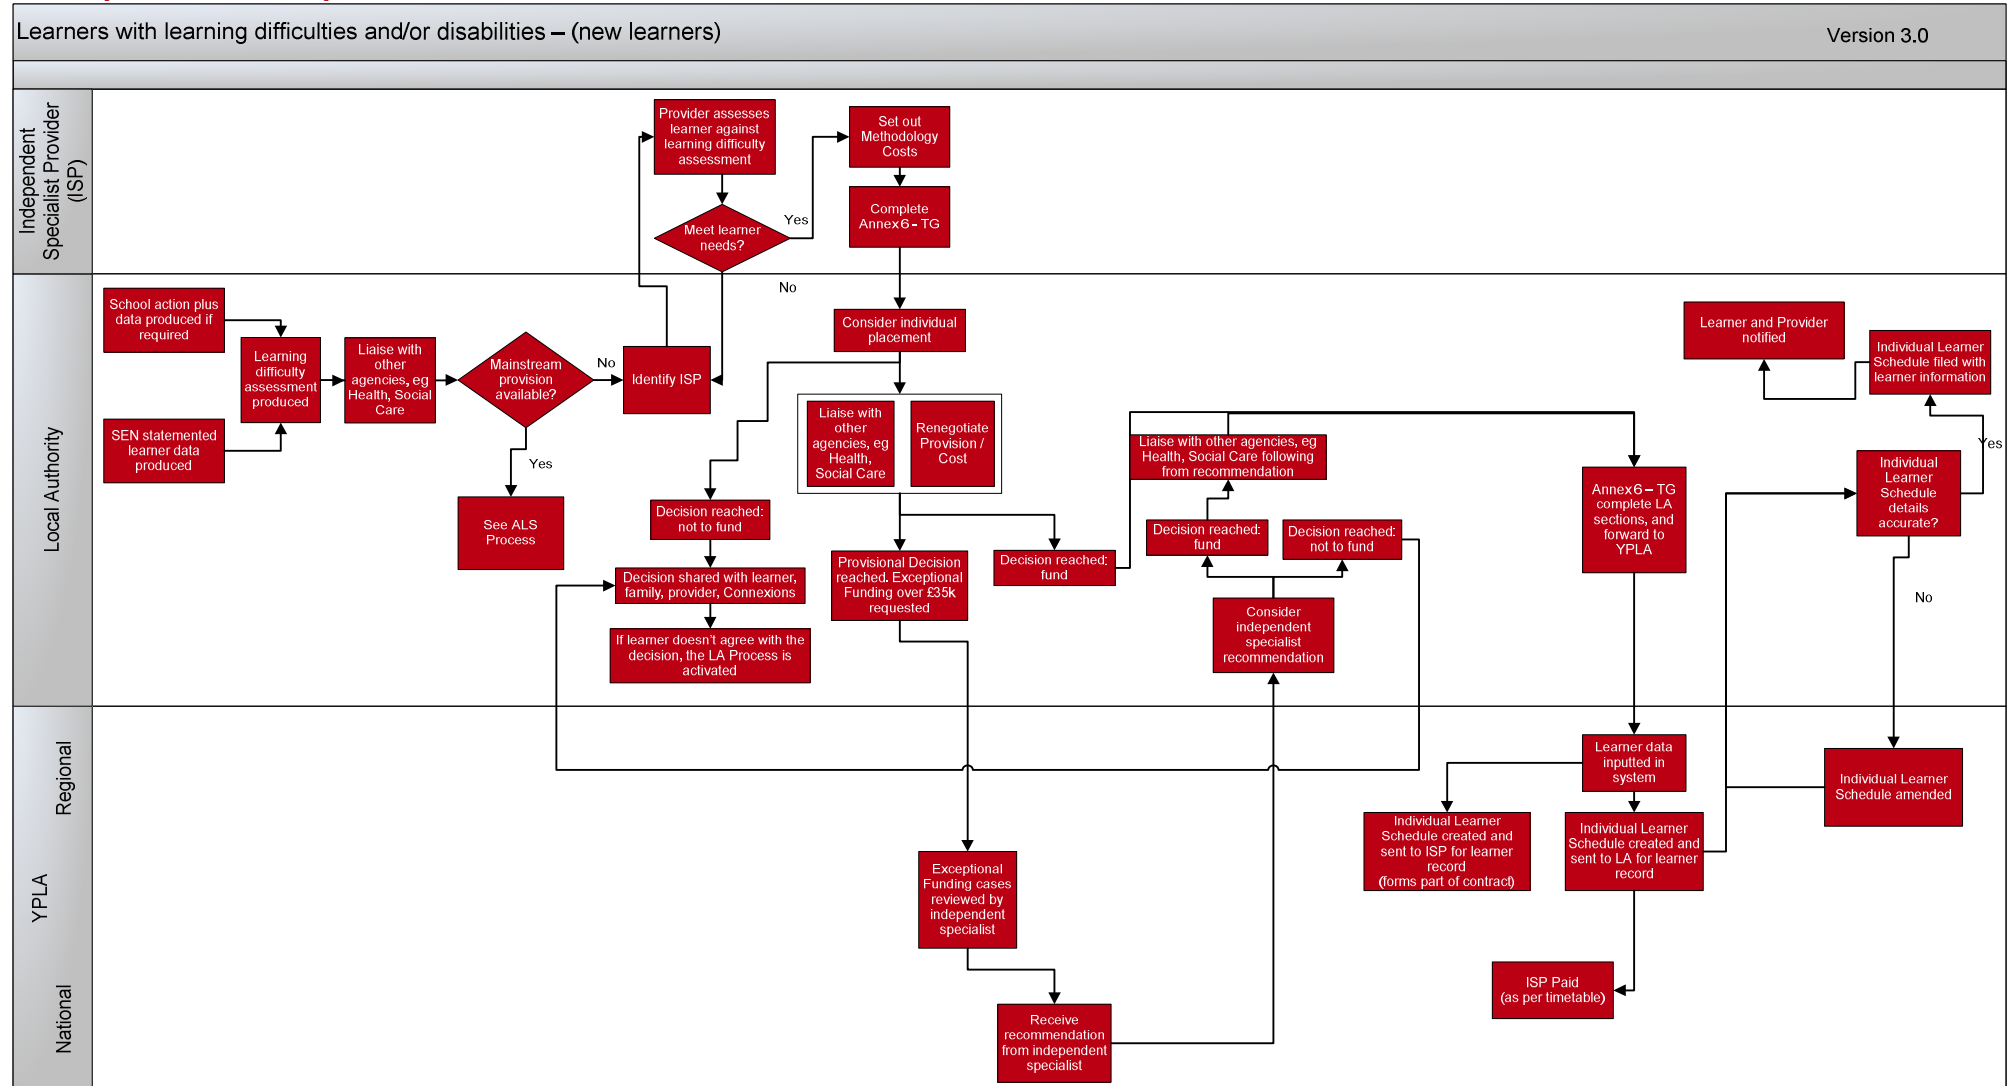 Learners with learning difficulties and/or disabilities – (new learners)
Version 3.0
Independent
Specialist Provider
(ISP)
Provider assesses
learner against
learning difficulty
assessment
Meet learner
needs?
Yes
No
Set out
Methodology
Costs
Complete
Annex6 – TG
Local Authority
School action plus
data produced if
required
SEN statemented
learner data
produced
Learning
difficulty
assessment
produced
Liaise with
other
agencies, eg
Health, Social
Care
Mainstream
provision
available?
No
Yes
See ALS
Process
Identify ISP
Consider individual
placement
Liaise with
other
agencies, eg
Health,
Social Care
Renegotiate
Provision /
Cost
Decision reached:
not to fund
Decision shared with learner,
family, provider, Connexions
If learner doesn't agree with the
decision, the LA Process is
activated
Provisional Decision
reached. Exceptional
Funding over £35k
requested
Decision reached:
fund
Liaise with other agencies, eg
Health, Social Care following
from recommendation
Decision reached:
fund
Decision reached:
not to fund
Consider
independent
specialist
recommendation
Annex6 – TG
complete LA
sections, and
forward to
YPLA
Learner and Provider
notified
Individual Learner
Schedule filed with
learner information
Yes
Individual
Learner
Schedule
details
accurate?
No
YPLA
Regional
National
Learner data
inputted in
system
Individual Learner
Schedule created and
sent to ISP for learner
record
(forms part of contract)
Individual Learner
Schedule created and
sent to LA for learner
record
Individual Learner
Schedule amended
Exceptional
Funding cases
reviewed by
independent
specialist
Receive
recommendation
from independent
specialist
ISP Paid
(as per timetable)